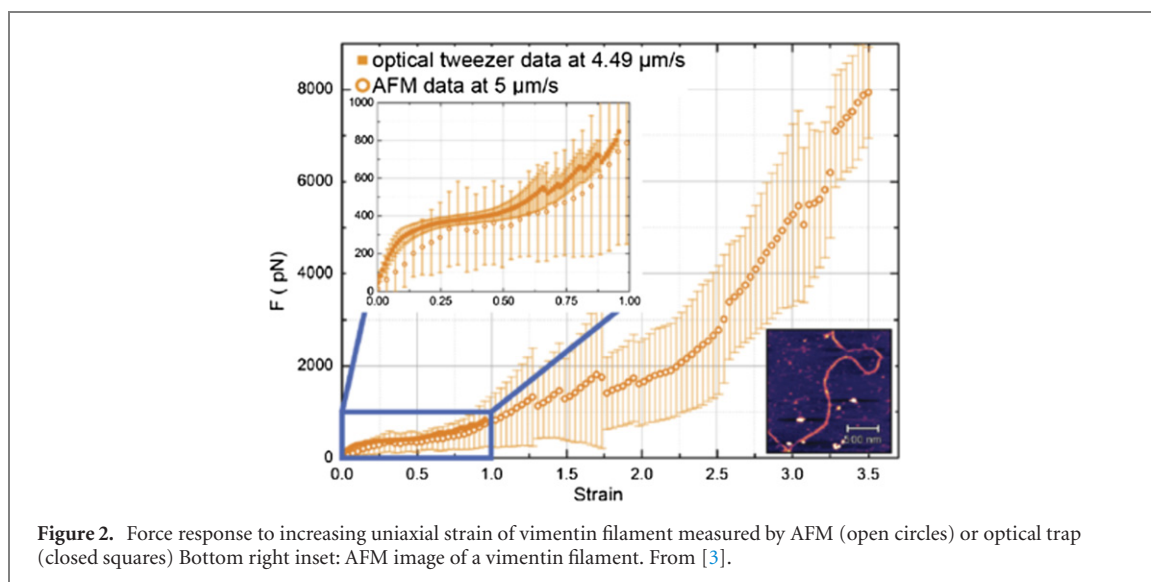 optical tweezer data at 4.49 μm/s
AFM data at 5 μm/s
8000
6000
4000
2000
0
F ( pN)
1000
800
600
400
200
0
0.00 0.25 0.50 0.75 1.00
0.0 0.5 1.0 1.5 2.0 2.5 3.0 3.5
Strain
Figure 2. Force response to increasing uniaxial strain of vimentin filament measured by AFM (open circles) or optical trap
(closed squares) Bottom right inset: AFM image of a vimentin filament. From [3].